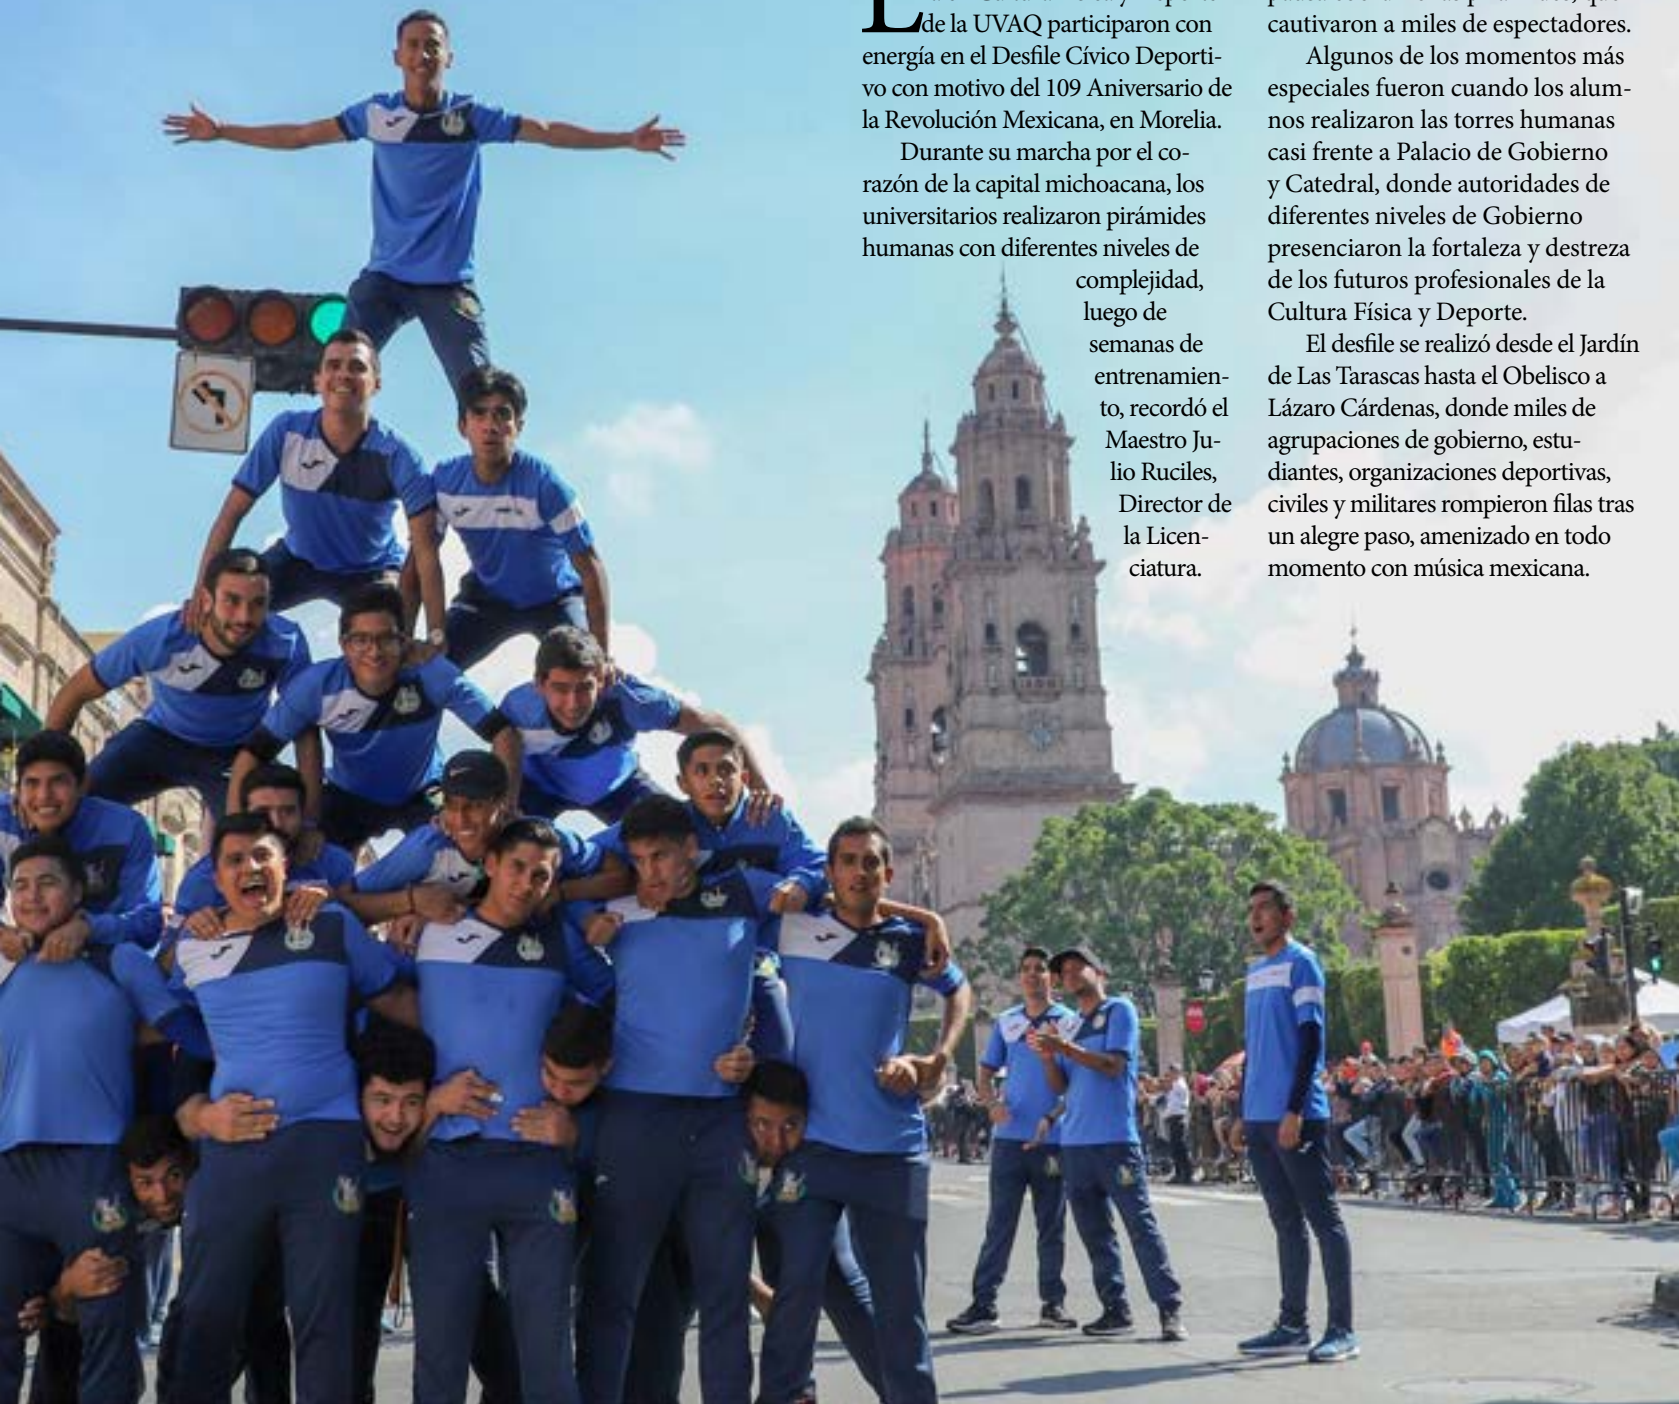 de la UVAQ participaron con
energía en el Desfile Cívico Deporti-
vo con motivo del 109 Aniversario de
la Revolución Mexicana, en Morelia.
Durante su marcha por el co-
razón de la capital michoacana, los
universitarios realizaron pirámides
humanas con diferentes niveles de
complejidad,
luego de
semanas de
entrenamien-
to, recordó el
Maestro Ju-
lio Ruciles,
Director de
la Licen-
ciatura.
cautivaron a miles de espectadores.
Algunos de los momentos más
especiales fueron cuando los alum-
nos realizaron las torres humanas
casi frente a Palacio de Gobierno
y Catedral, donde autoridades de
diferentes niveles de Gobierno
presenciaron la fortaleza y destreza
de los futuros profesionales de la
Cultura Física y Deporte.
El desfile se realizó desde el Jardín
de Las Tarascas hasta el Obelisco a
Lázaro Cárdenas, donde miles de
agrupaciones de gobierno, estu-
diantes, organizaciones deportivas,
civiles y militares rompieron filas tras
un alegre paso, amenizado en todo
momento con música mexicana.